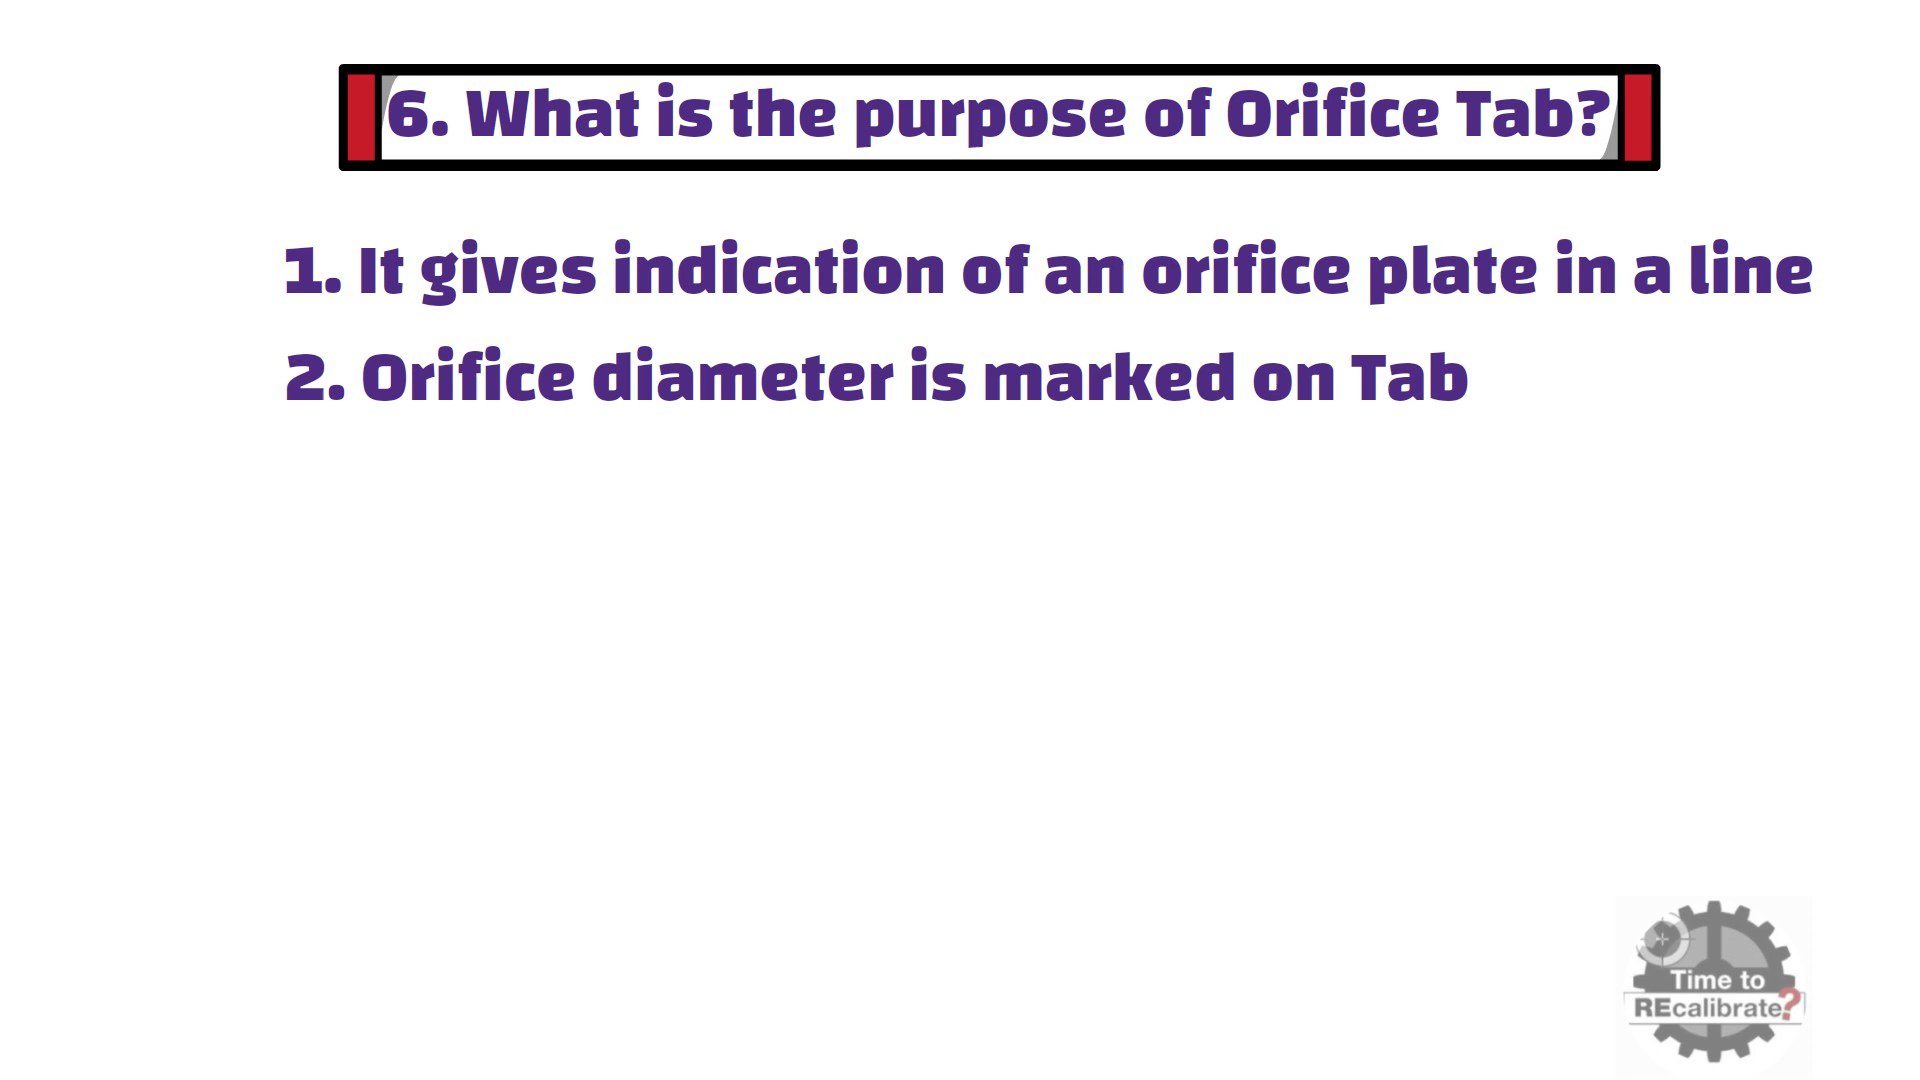 6. What is the purpose of Orifice Tab?
1. It gives indication of an orifice plate in a line
2. Orifice diameter is marked on Tab
Time to
REcalibrate?